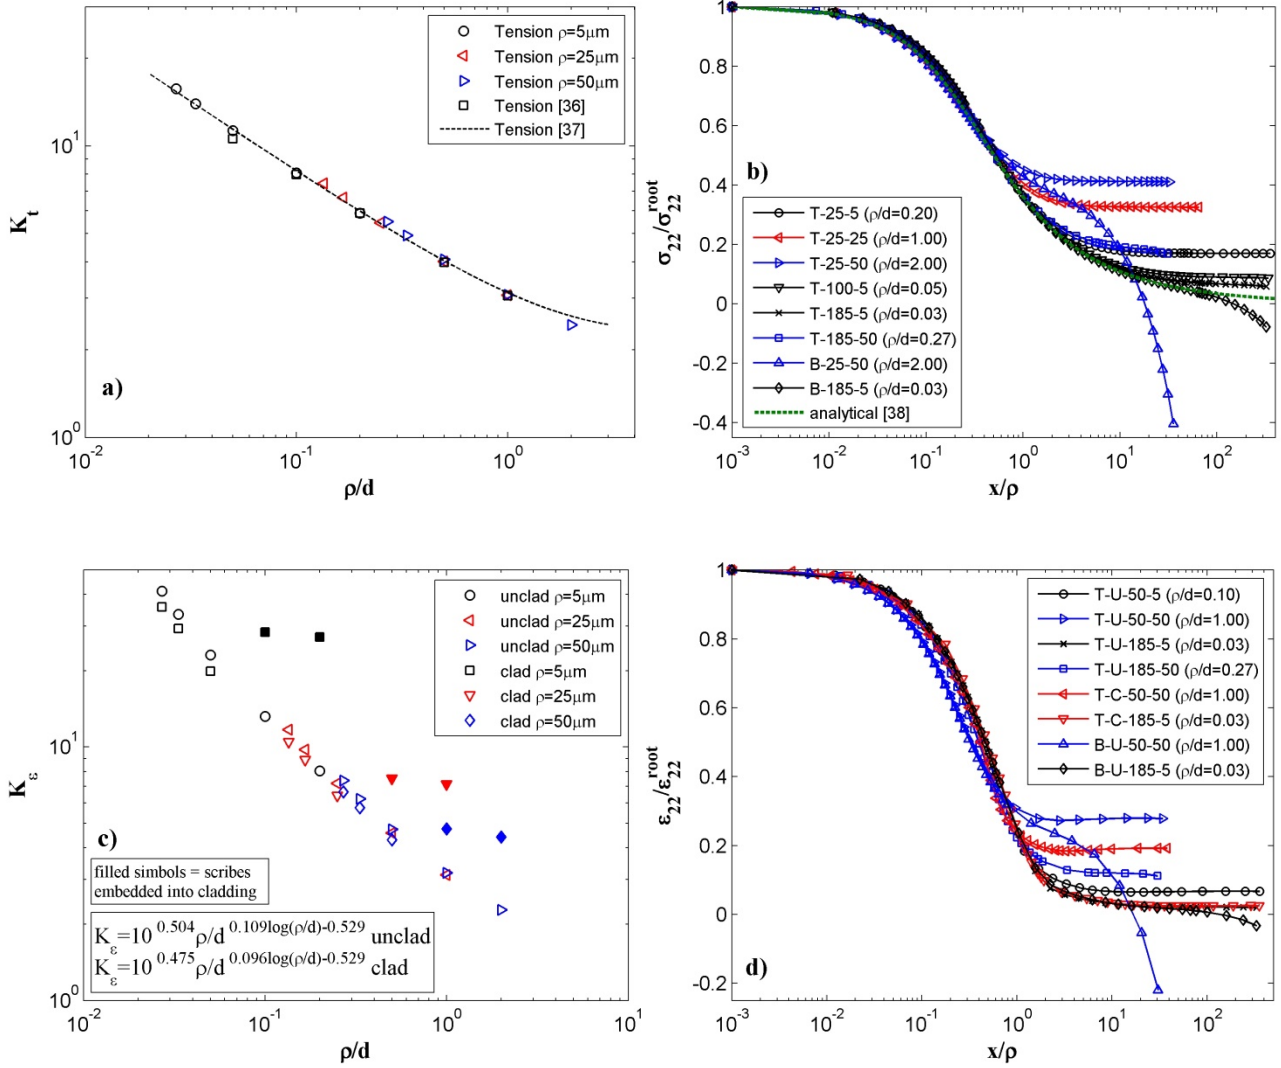 Tension ρ=5μm
Tension ρ=25μm
Tension ρ=50μm
Tension [36]
Tension [37]
10^1
10^0
K_t
a)
10^-2
10^-1
10^0
ρ/d
1
0.8
0.6
0.4
0.2
0
-0.2
-0.4
σ_22/σ_22^root
b)
T-25-5 (ρ/d=0.20)
T-25-25 (ρ/d=1.00)
T-25-50 (ρ/d=2.00)
T-100-5 (ρ/d=0.05)
T-185-5 (ρ/d=0.03)
T-185-50 (ρ/d=0.27)
B-25-50 (ρ/d=2.00)
B-185-5 (ρ/d=0.03)
analytical [38]
10^-3
10^-2
10^-1
10^0
10^1
10^2
x/ρ
unclad ρ=5μm
unclad ρ=25μm
unclad ρ=50μm
clad ρ=5μm
clad ρ=25μm
clad ρ=50μm
10^1
10^0
K_ε
c)
filled simbols = scribes
embedded into cladding
K_ε=10^0.504 ρ/d^0.109log(ρ/d)-0.529 unclad
K_ε=10^0.475 ρ/d^0.096log(ρ/d)-0.529 clad
10^-2
10^-1
10^0
10^1
ρ/d
1
0.8
0.6
0.4
0.2
0
-0.2
ε_22/ε_22^root
T-U-50-5 (ρ/d=0.10)
T-U-50-50 (ρ/d=1.00)
T-U-185-5 (ρ/d=0.03)
T-U-185-50 (ρ/d=0.27)
T-C-50-50 (ρ/d=1.00)
T-C-185-5 (ρ/d=0.03)
B-U-50-50 (ρ/d=1.00)
B-U-185-5 (ρ/d=0.03)
d)
10^-3
10^-2
10^-1
10^0
10^1
10^2
x/ρ